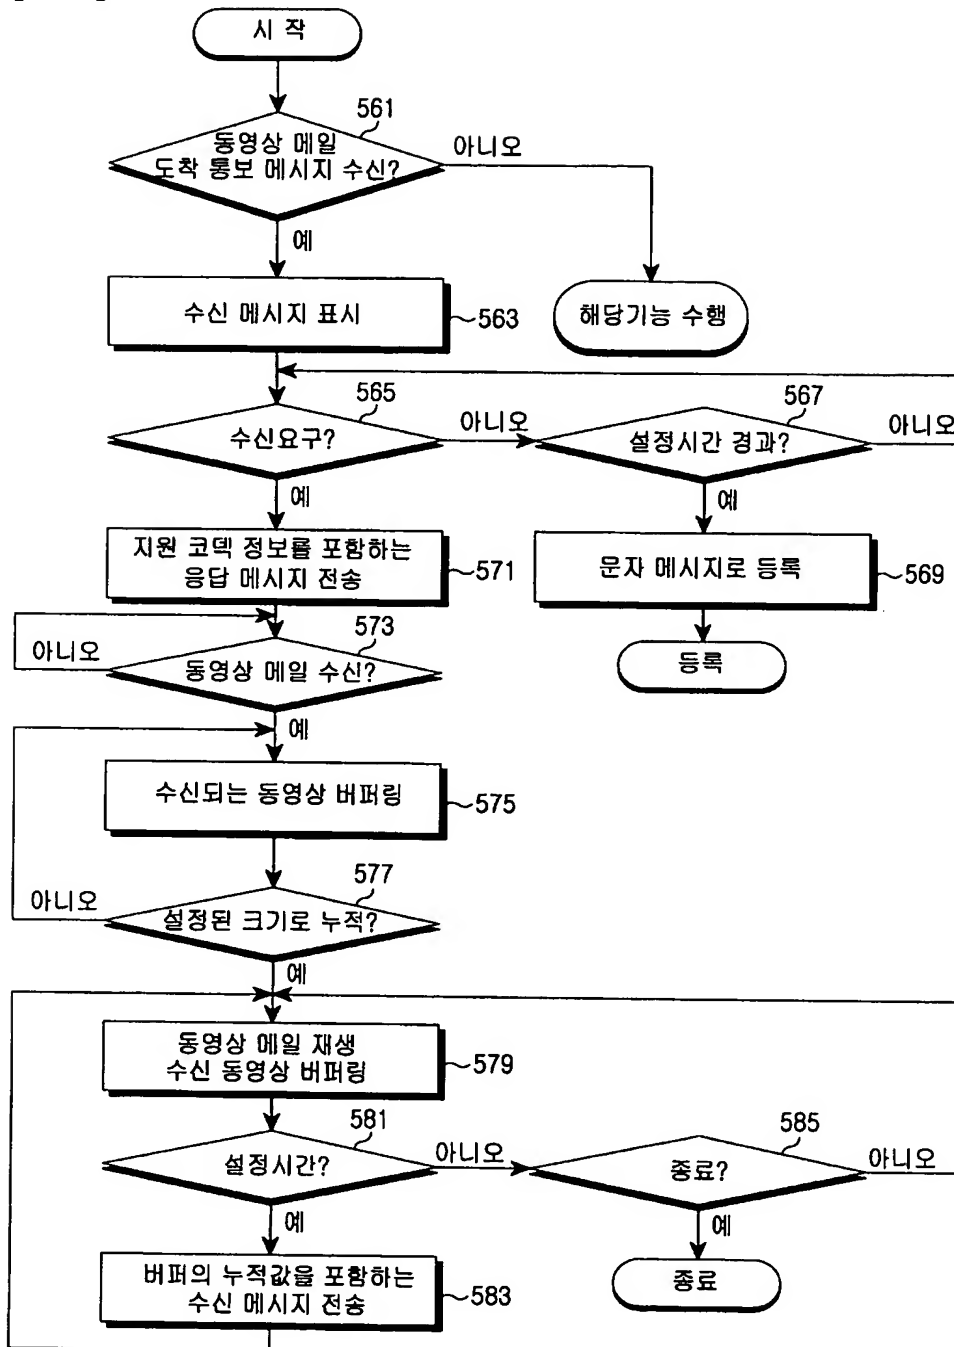 시 작
561
동영상 메일
도착 통보 메시지 수신?
아니오
예
수신 메시지 표시
563
해당기능 수행
565
수신요구?
아니오
567
설정시간 경과?
아니오
예
예
지원 코덱 정보를 포함하는
응답 메시지 전송
571
문자 메시지로 등록
569
573
아니오
동영상 메일 수신?
등록
예
수신되는 동영상 버퍼링
575
577
아니오
설정된 크기로 누적?
예
동영상 메일 재생
수신 동영상 버퍼링
579
581
설정시간?
아니오
585
종료?
아니오
예
예
버퍼의 누적값을 포함하는
수신 메시지 전송
583
종료